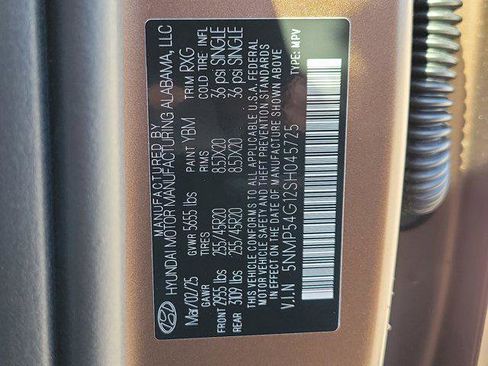 MANUFACTURED BY
HYUNDAI MOTOR MANUFACTURING ALABAMA, LLC
Mar/02/25 PAINT YBM TRIM RXG
GVWR 5655 lbs
GAWR TIRES RIMS COLD TIRE INFL
FRONT 2955 lbs 255/45R20 8.5JX20 36 psi SINGLE
REAR 3109 lbs 255/45R20 8.5JX20 36 psi SINGLE
THIS VEHICLE CONFORMS TO ALL APPLICABLE U.S.A. FEDERAL
MOTOR VEHICLE SAFETY AND THEFT PREVENTION STANDARDS
IN EFFECT ON THE DATE OF MANUFACTURE SHOWN ABOVE.
V.I.N 5NMP54G12SH045725 TYPE: MPV